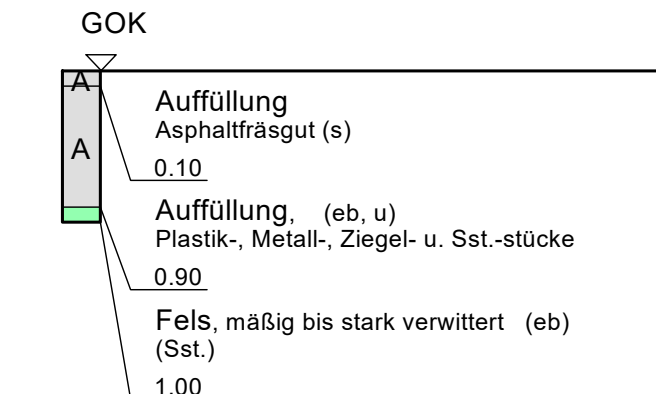 GOK
A
Auffüllung
Asphaltfräsgut (s)
A
0.10
Auffüllung, (eb, u)
Plastik-, Metall-, Ziegel- u. Sst.-stücke
0.90
Fels, mäßig bis stark verwittert (eb)
(Sst.)
1.00